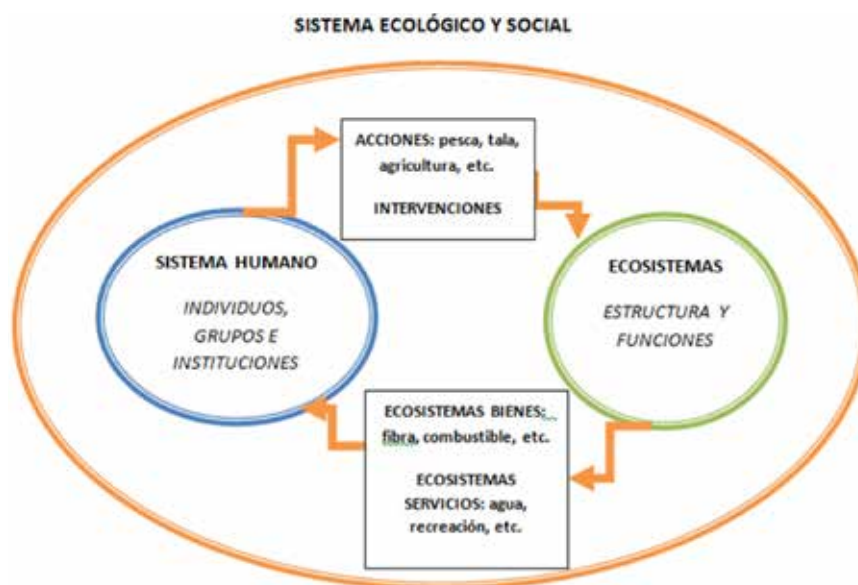 SISTEMA ECOLÓGICO Y SOCIAL
ACCIONES: pesca, tala,
agricultura, etc.
INTERVENCIONES
SISTEMA HUMANO
INDIVIDUOS,
GRUPOS E
INSTITUCIONES
ECOSISTEMAS
ESTRUCTURA Y
FUNCIONES
ECOSISTEMAS BIENES:
fibra, combustible, etc.
ECOSISTEMAS
SERVICIOS: agua,
recreación, etc.